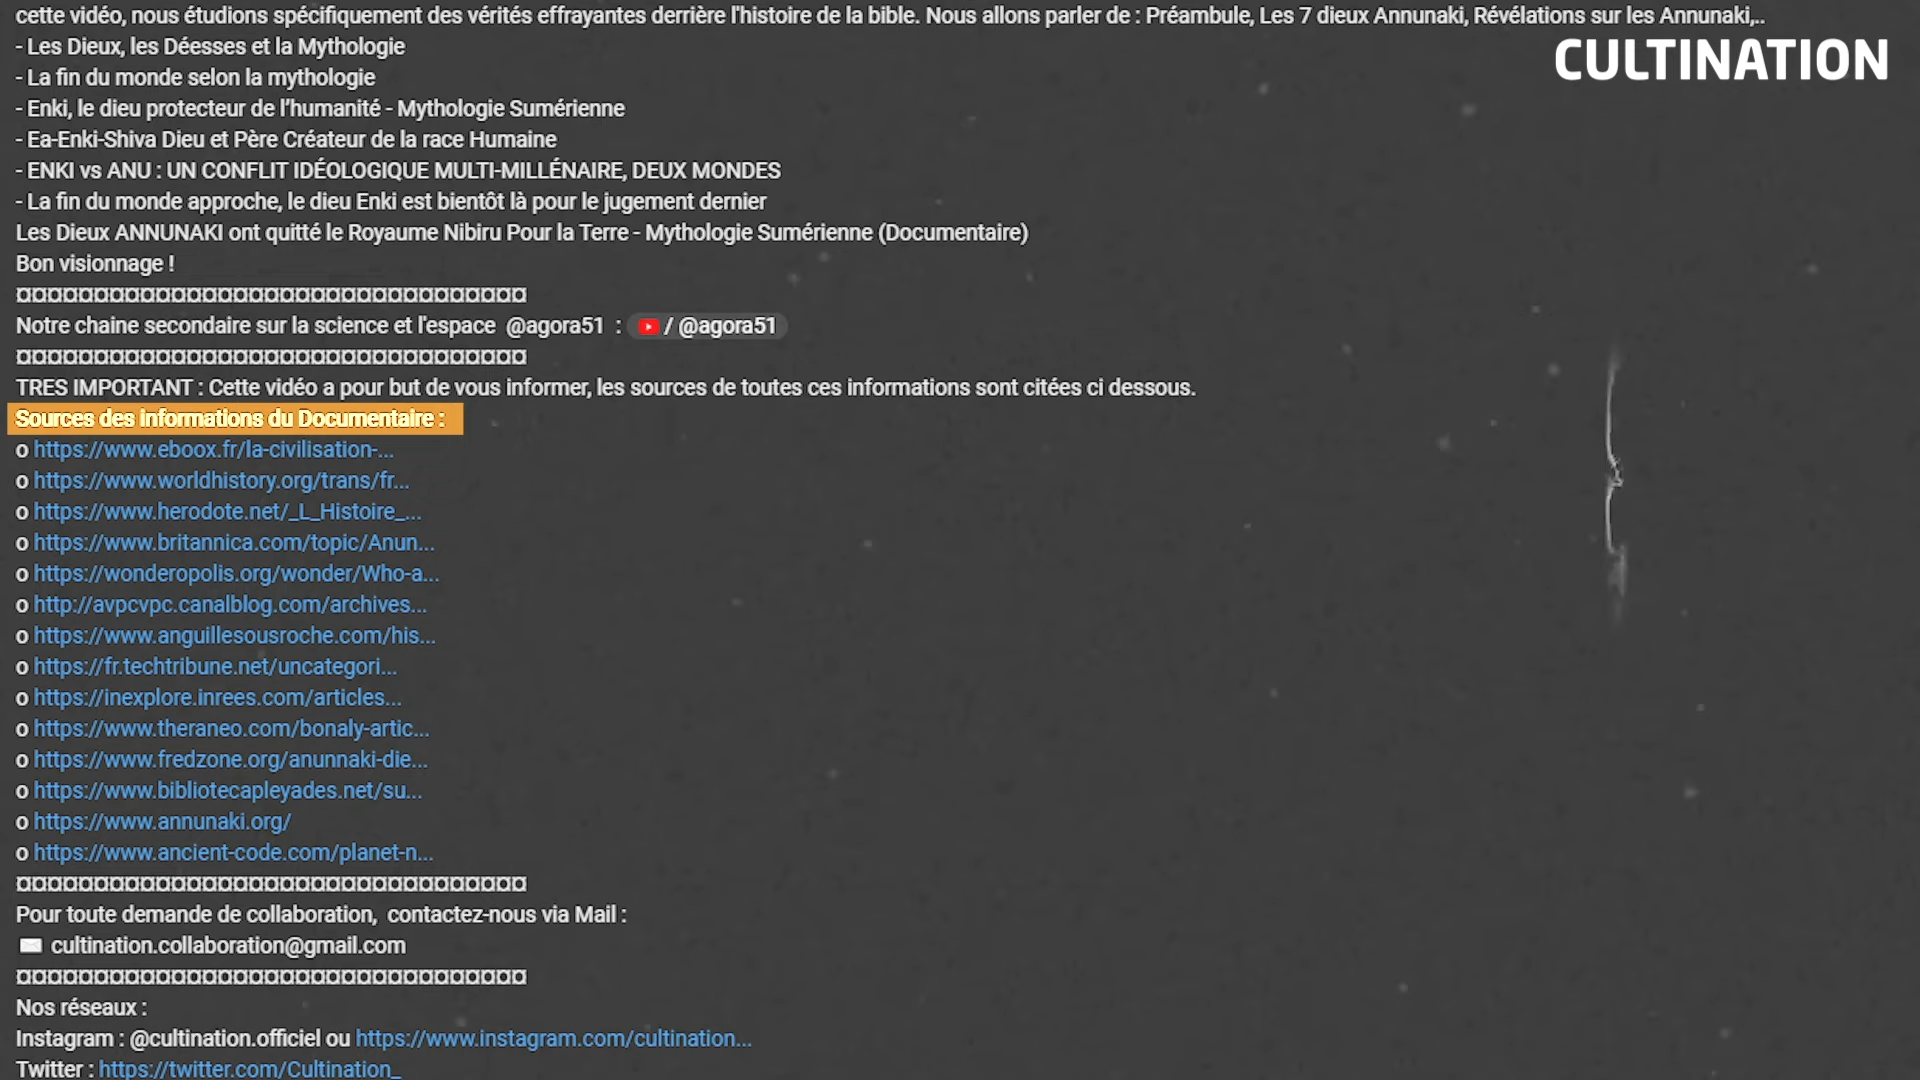 cette vidéo, nous étudions spécifiquement des vérités effrayantes derrière l'histoire de la bible. Nous allons parler de : Préambule, Les 7 dieux Annunaki, Révélations sur les Annunaki,..
CULTINATION
- Les Dieux, les Déesses et la Mythologie
- La fin du monde selon la mythologie
- Enki, le dieu protecteur de l’humanité - Mythologie Sumérienne
- Ea-Enki-Shiva Dieu et Père Créateur de la race Humaine
- ENKI vs ANU : UN CONFLIT IDÉOLOGIQUE MULTI-MILLÉNAIRE, DEUX MONDES
- La fin du monde approche, le dieu Enki est bientôt là pour le jugement dernier
Les Dieux ANNUNAKI ont quitté le Royaume Nibiru Pour la Terre - Mythologie Sumérienne (Documentaire)
Bon visionnage !
¤¤¤¤¤¤¤¤¤¤¤¤¤¤¤¤¤¤¤¤¤¤¤¤¤¤¤¤¤¤¤¤¤
Notre chaine secondaire sur la science et l'espace @agora51 : / @agora51
¤¤¤¤¤¤¤¤¤¤¤¤¤¤¤¤¤¤¤¤¤¤¤¤¤¤¤¤¤¤¤¤¤
TRES IMPORTANT : Cette vidéo a pour but de vous informer, les sources de toutes ces informations sont citées ci dessous.
Sources des informations du Documentaire :
o https://www.eboox.fr/la-civilisation-...
o https://www.worldhistory.org/trans/fr...
o https://www.herodote.net/_L_Histoire_...
o https://www.britannica.com/topic/Anun...
o https://wonderopolis.org/wonder/Who-a...
o http://avpcvpc.canalblog.com/archives...
o https://www.anguillesousroche.com/his...
o https://fr.techtribune.net/uncategori...
o https://inexplore.inrees.com/articles...
o https://www.theraneo.com/bonaly-artic...
o https://www.fredzone.org/anunnaki-die...
o https://www.bibliotecapleyades.net/su...
o https://www.annunaki.org/
o https://www.ancient-code.com/planet-n...
¤¤¤¤¤¤¤¤¤¤¤¤¤¤¤¤¤¤¤¤¤¤¤¤¤¤¤¤¤¤¤¤¤
Pour toute demande de collaboration, contactez-nous via Mail :
✉️ cultination.collaboration@gmail.com
¤¤¤¤¤¤¤¤¤¤¤¤¤¤¤¤¤¤¤¤¤¤¤¤¤¤¤¤¤¤¤¤¤
Nos réseaux :
Instagram : @cultination.officiel ou https://www.instagram.com/cultination...
Twitter : https://twitter.com/Cultination_